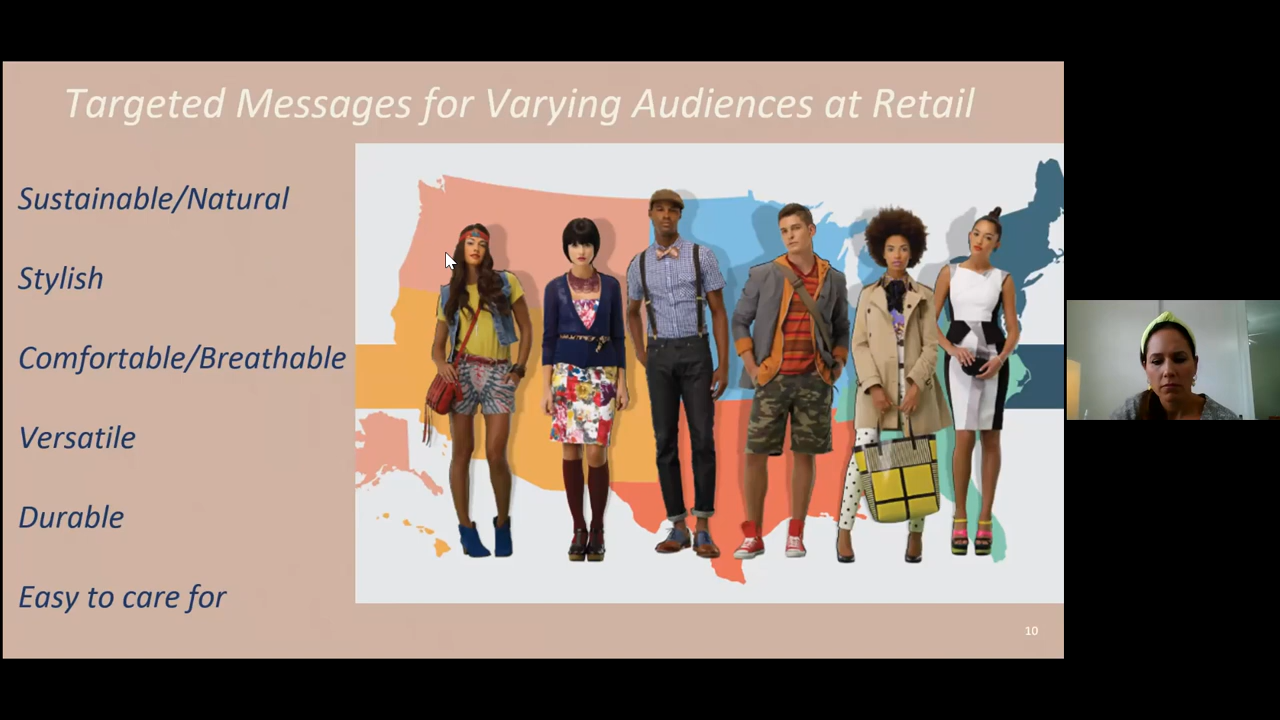 Targeted Messages for Varying Audiences at Retail
Sustainable/Natural
Stylish
Comfortable/Breathable
Versatile
Durable
Easy to care for
10